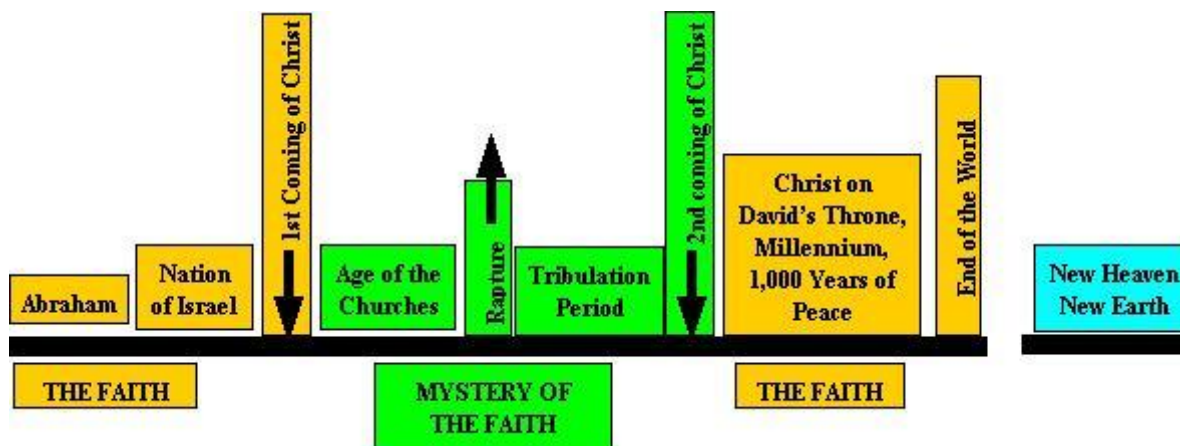 Abraham
Nation
of Israel
1st Coming of Christ
Age of the
Churches
Rapture
Tribulation
Period
2nd coming of Christ
Christ on
David's Throne,
Millennium,
1,000 Years of
Peace
End of the World
New Heaven
New Earth
THE FAITH
MYSTERY OF
THE FAITH
THE FAITH